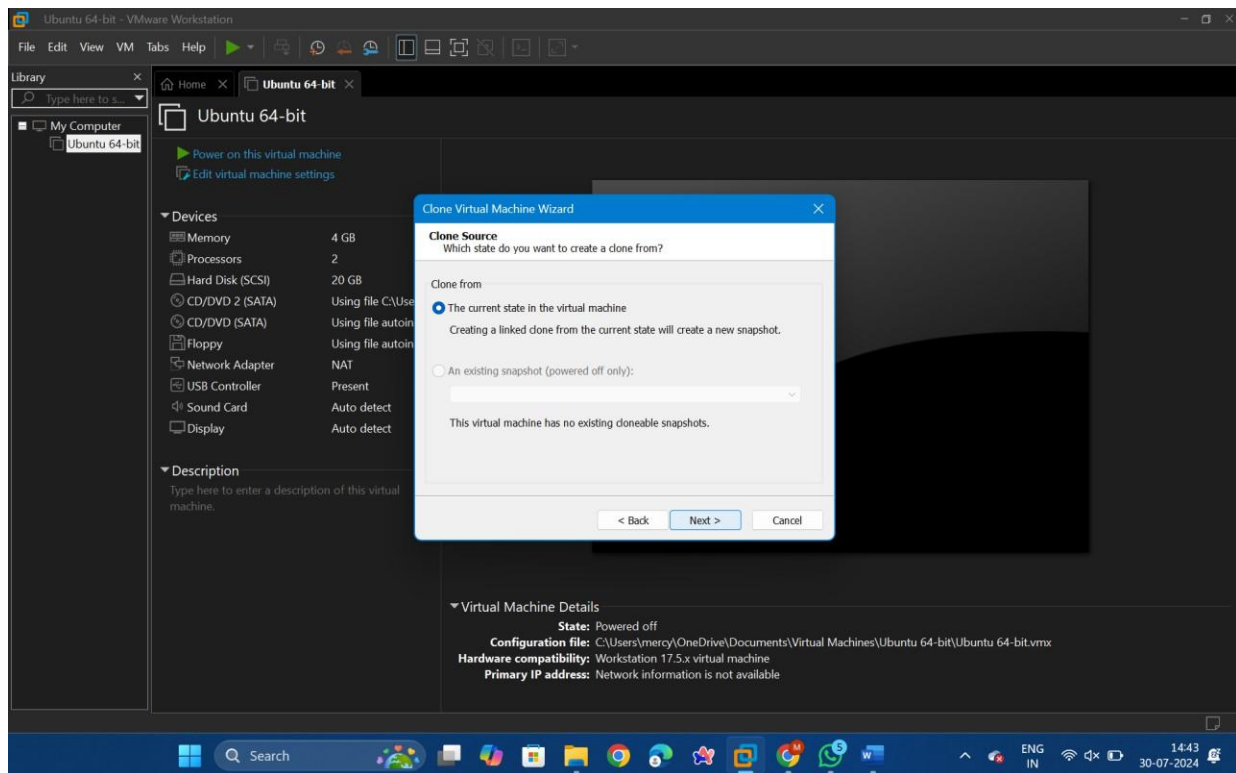 Ubuntu 64-bit - VMware Workstation
File Edit View VM Tabs Help
Library
Type here to s...
My Computer
Ubuntu 64-bit
Home
Ubuntu 64-bit
Ubuntu 64-bit
Power on this virtual machine
Edit virtual machine settings
Devices
Memory 4 GB
Processors 2
Hard Disk (SCSI) 20 GB
CD/DVD 2 (SATA) Using file C:\Use
CD/DVD (SATA) Using file autoin
Floppy Using file autoin
Network Adapter NAT
USB Controller Present
Sound Card Auto detect
Display Auto detect
Description
Type here to enter a description of this virtual
machine.
Clone Virtual Machine Wizard
Clone Source
Which state do you want to create a clone from?
Clone from
The current state in the virtual machine
Creating a linked clone from the current state will create a new snapshot.
An existing snapshot (powered off only):
This virtual machine has no existing cloneable snapshots.
< Back Next > Cancel
Virtual Machine Details
State: Powered off
Configuration file: C:\Users\mercy\OneDrive\Documents\Virtual Machines\Ubuntu 64-bit\Ubuntu 64-bit.vmx
Hardware compatibility: Workstation 17.5.x virtual machine
Primary IP address: Network information is not available
Search
ENG
IN
14:43
30-07-2024